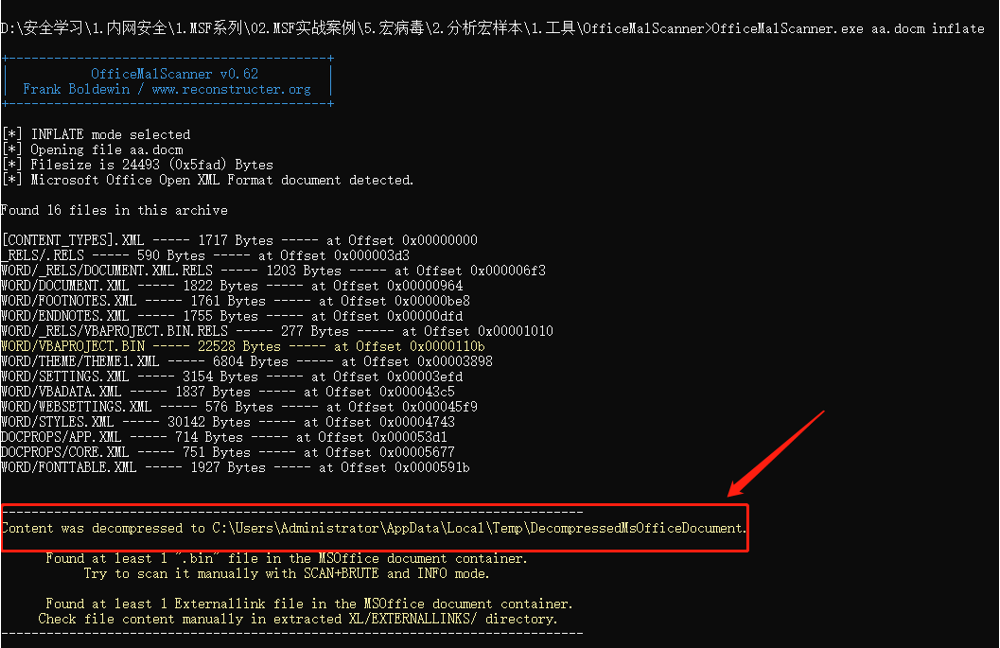 D:\安全学习\1.内网安全\1.MSF系列\02.MSF实战案例\5.宏病毒\2.分析宏样本\1.工具\OfficeMalScanner>OfficeMalScanner.exe aa.docm inflate
+------------------------------------------+
| OfficeMalScanner v0.62 |
| Frank Boldewin / www.reconstructer.org |
+------------------------------------------+
[*] INFLATE mode selected
[*] Opening file aa.docm
[*] Filesize is 24493 (0x5fad) Bytes
[*] Microsoft Office Open XML Format document detected.
Found 16 files in this archive
[CONTENT_TYPES].XML ----- 1717 Bytes ----- at Offset 0x00000000
_RELS/.RELS ----- 590 Bytes ----- at Offset 0x000003d3
WORD/_RELS/DOCUMENT.XML.RELS ----- 1203 Bytes ----- at Offset 0x000006f3
WORD/DOCUMENT.XML ----- 1822 Bytes ----- at Offset 0x00000964
WORD/FOOTNOTES.XML ----- 1761 Bytes ----- at Offset 0x00000be8
WORD/ENDNOTES.XML ----- 1755 Bytes ----- at Offset 0x00000dfd
WORD/_RELS/VBAPROJECT.BIN.RELS ----- 277 Bytes ----- at Offset 0x00001010
WORD/VBAPROJECT.BIN ----- 22528 Bytes ----- at Offset 0x0000110b
WORD/THEME/THEME1.XML ----- 6804 Bytes ----- at Offset 0x00003898
WORD/SETTINGS.XML ----- 3154 Bytes ----- at Offset 0x00003efd
WORD/VBADATA.XML ----- 1837 Bytes ----- at Offset 0x000043c5
WORD/WEBSETTINGS.XML ----- 576 Bytes ----- at Offset 0x000045f9
WORD/STYLES.XML ----- 30142 Bytes ----- at Offset 0x00004743
DOCPROPS/APP.XML ----- 714 Bytes ----- at Offset 0x000053d1
DOCPROPS/CORE.XML ----- 751 Bytes ----- at Offset 0x00005677
WORD/FONTTABLE.XML ----- 1927 Bytes ----- at Offset 0x0000591b
------------------------------------------------------------------------------
Content was decompressed to C:\Users\Administrator\AppData\Local\Temp\DecompressedMsOfficeDocument.
Found at least 1 ".bin" file in the MSOffice document container.
Try to scan it manually with SCAN+BRUTE and INFO mode.
Found at least 1 Externallink file in the MSOffice document container.
Check file content manually in extracted XL/EXTERNALLINKS/ directory.
------------------------------------------------------------------------------